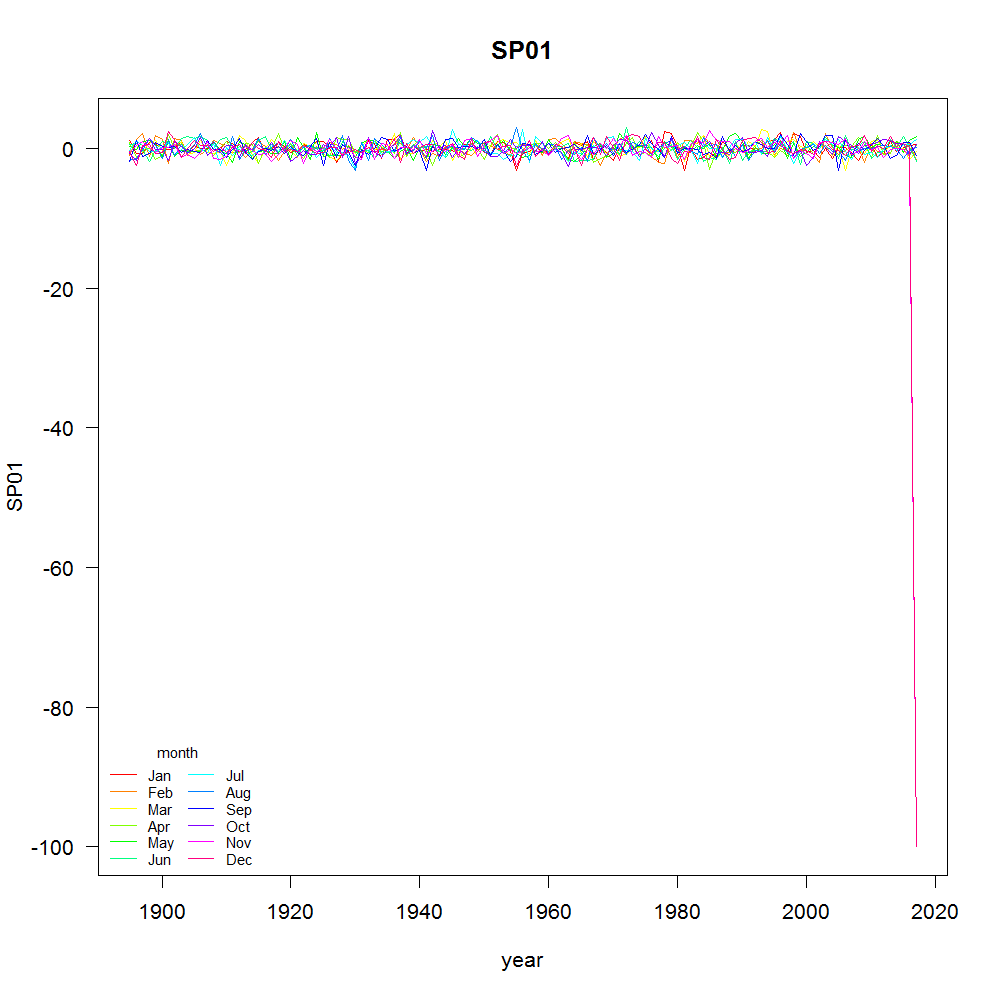 SP01
0
-20
-40
-60
-80
-100
SP01
month
Jan Jul
Feb Aug
Mar Sep
Apr Oct
May Nov
Jun Dec
1900 1920 1940 1960 1980 2000 2020
year